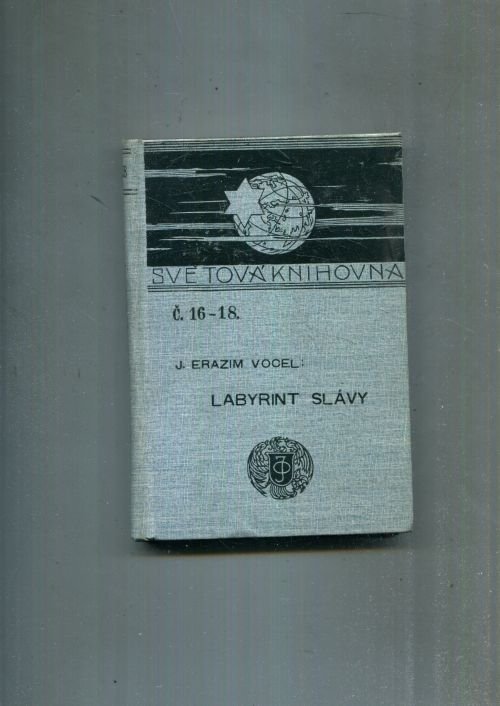 SVĚTOVÁ KNIHOVNA
Č. 16-18.
J. ERAZIM VOCEL:
LABYRINT SLÁVY